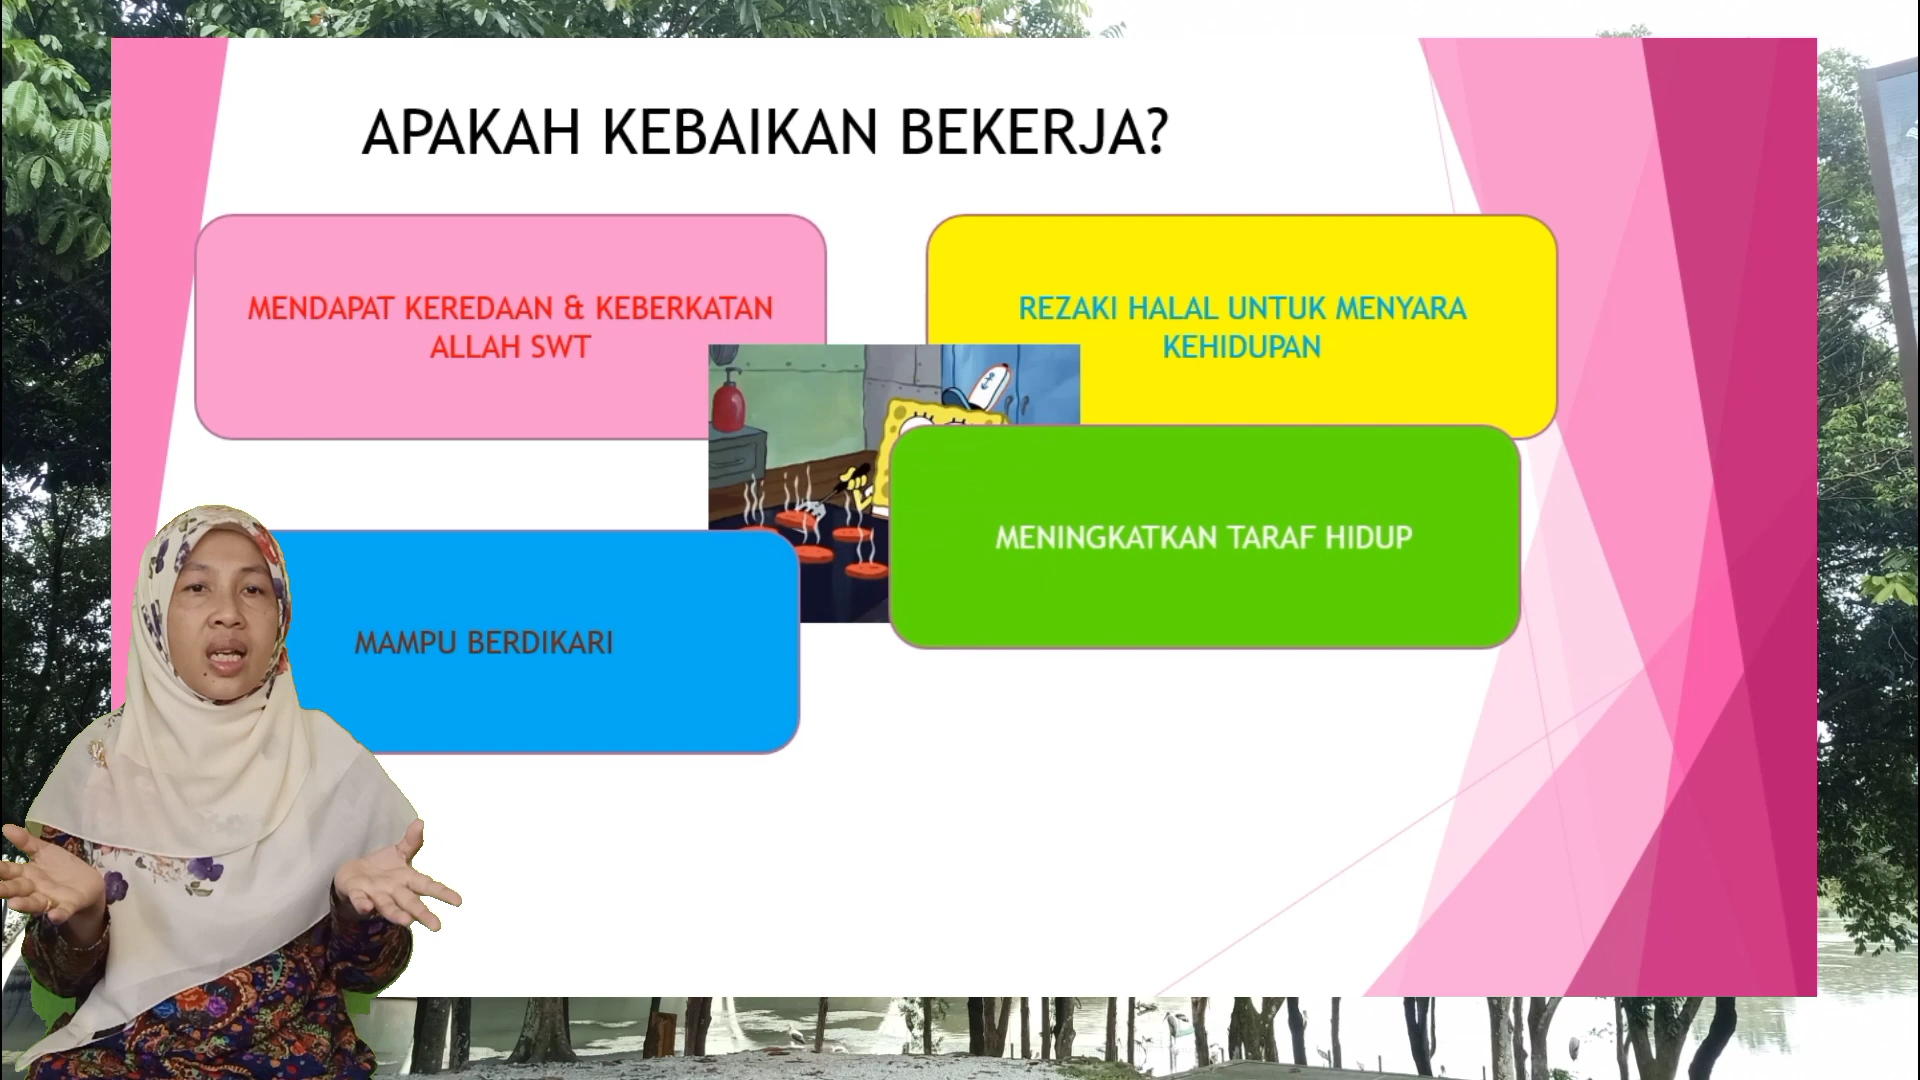 APAKAH KEBAIKAN BEKERJA?
MENDAPAT KEREDAAN & KEBERKATAN
ALLAH SWT
REZAKI HALAL UNTUK MENYARA
KEHIDUPAN
MENINGKATKAN TARAF HIDUP
MAMPU BERDIKARI